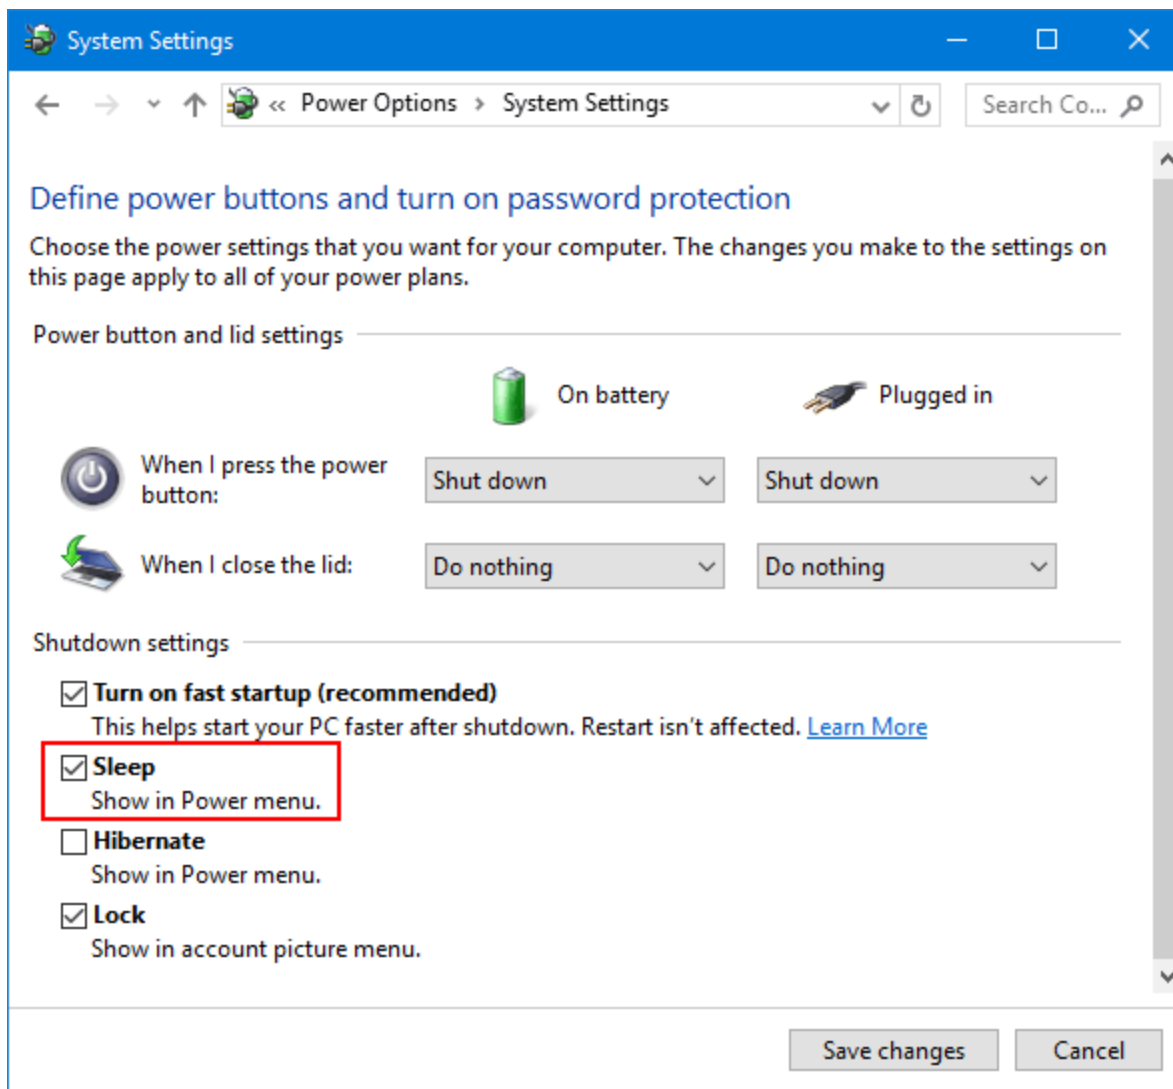 System Settings
« Power Options > System Settings
Search Co...
Define power buttons and turn on password protection
Choose the power settings that you want for your computer. The changes you make to the settings on
this page apply to all of your power plans.
Power button and lid settings
On battery
Plugged in
When I press the power
button:
Shut down
Shut down
When I close the lid:
Do nothing
Do nothing
Shutdown settings
Turn on fast startup (recommended)
This helps start your PC faster after shutdown. Restart isn't affected. Learn More
Sleep
Show in Power menu.
Hibernate
Show in Power menu.
Lock
Show in account picture menu.
Save changes
Cancel